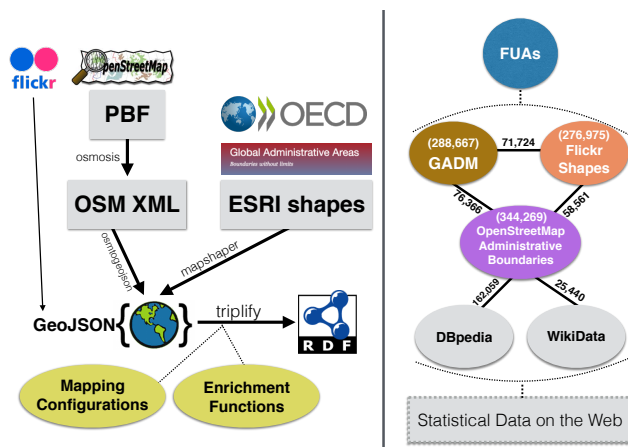 flickr
OpenStreetMap
PBF
osmosis
OSM XML
OECD
Global Administrative Areas
Boundaries without limits
ESRI shapes
osmtogeojson
mapshaper
GeoJSON{ }
triplify
RDF
Mapping
Configurations
Enrichment
Functions
FUAs
(288,667)
GADM
71,724
(276,975)
Flickr
Shapes
76,366
58,561
(344,269)
OpenStreetMap
Administrative
Boundaries
162,059
25,440
DBpedia
WikiData
Statistical Data on the Web